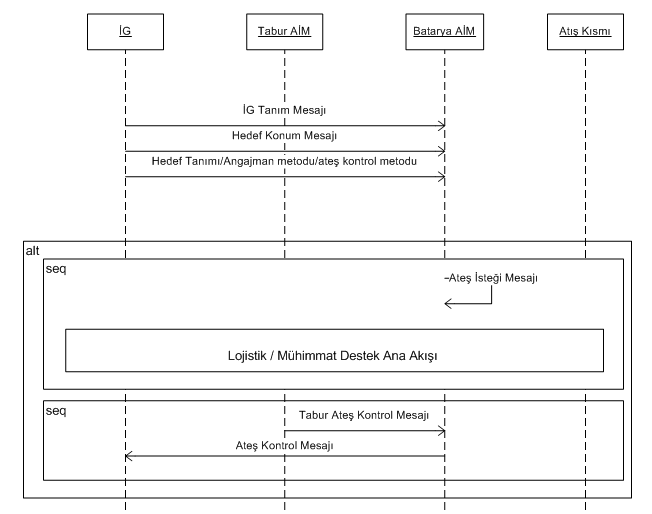 İG
Tabur AİM
Batarya AİM
Atış Kısmı
İG Tanım Mesajı
Hedef Konum Mesajı
Hedef Tanımı/Angajman metodu/ateş kontrol metodu
alt
seq
-Ateş İsteği Mesajı
Lojistik / Mühimmat Destek Ana Akışı
seq
Tabur Ateş Kontrol Mesajı
Ateş Kontrol Mesajı